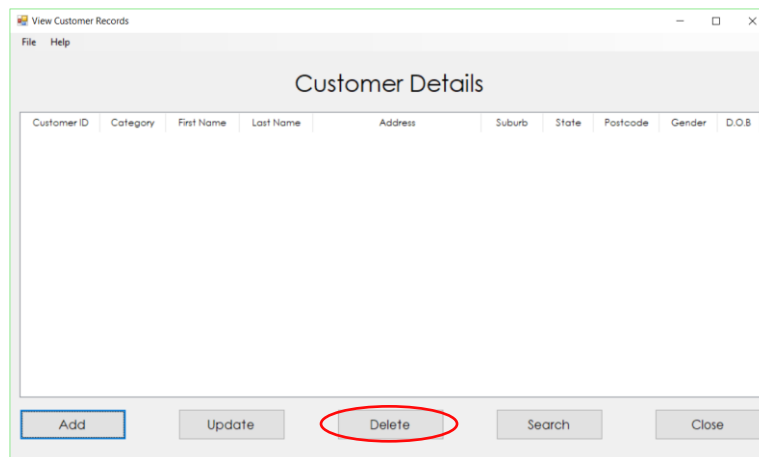 View Customer Records
File Help
Customer Details
Customer ID Category First Name Last Name Address Suburb State Postcode Gender D.O.B
Add Update Delete Search Close